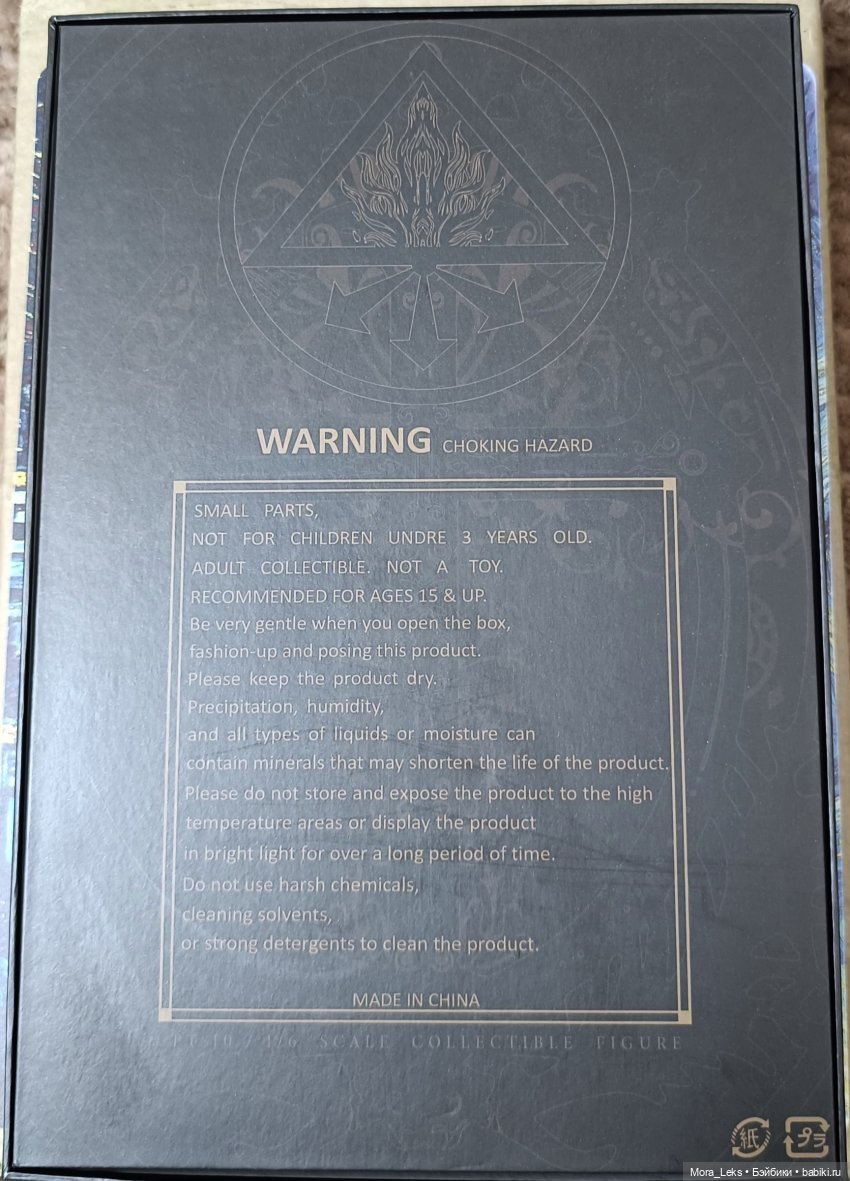 WARNING CHOKING HAZARD
SMALL PARTS,
NOT FOR CHILDREN UNDRE 3 YEARS OLD.
ADULT COLLECTIBLE. NOT A TOY.
RECOMMENDED FOR AGES 15 & UP.
Be very gentle when you open the box,
fashion-up and posing this product.
Please keep the product dry.
Precipitation, humidity,
and all types of liquids or moisture can
contain minerals that may shorten the life of the product.
Please do not store and expose the product to the high
temperature areas or display the product
in bright light for over a long period of time.
Do not use harsh chemicals,
cleaning solvents,
or strong detergents to clean the product.
MADE IN CHINA
1/6 SCALE COLLECTIBLE FIGURE
紙 プラ
Mora_Leks • Бэйбики • babiki.ru